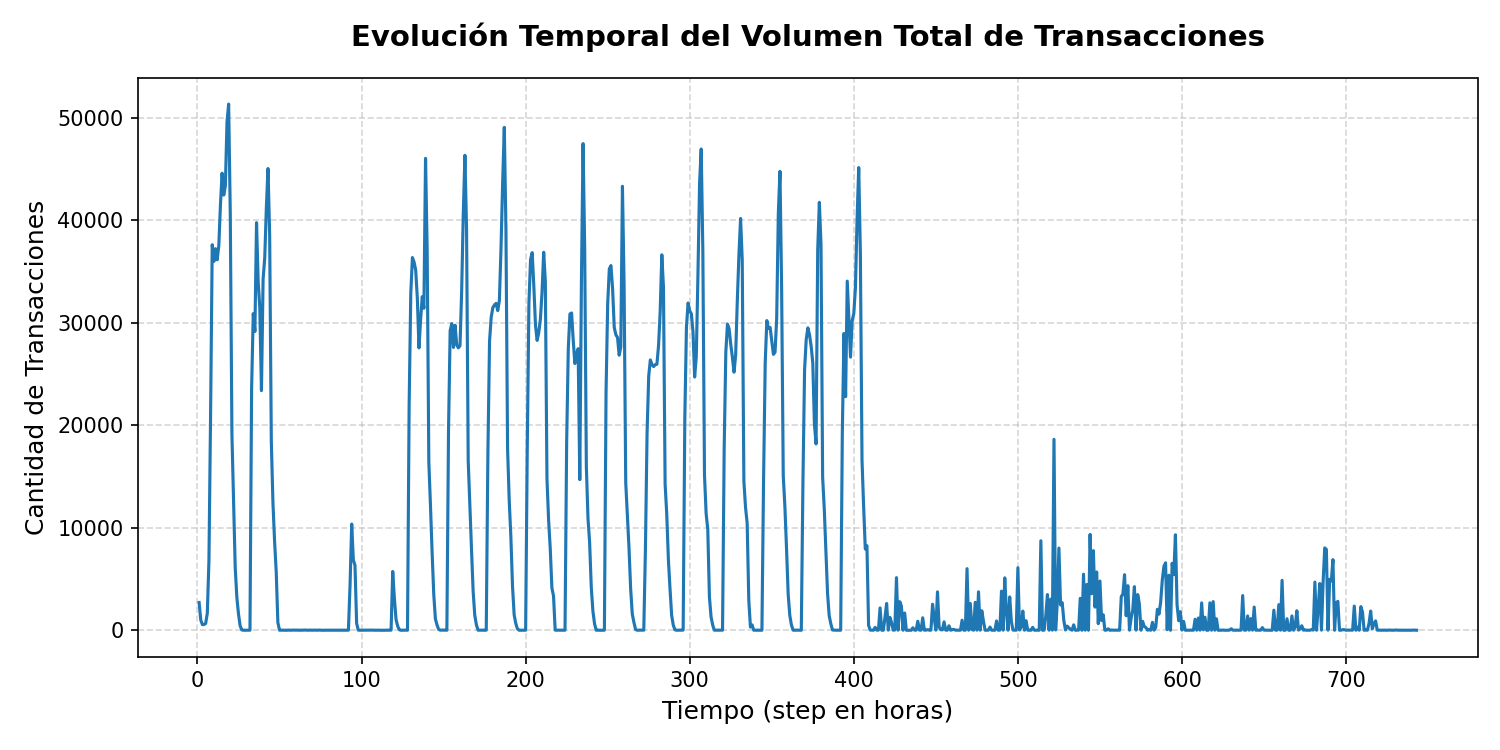 Evolución Temporal del Volumen Total de Transacciones
Cantidad de Transacciones
50000
40000
30000
20000
10000
0
0 100 200 300 400 500 600 700
Tiempo (step en horas)